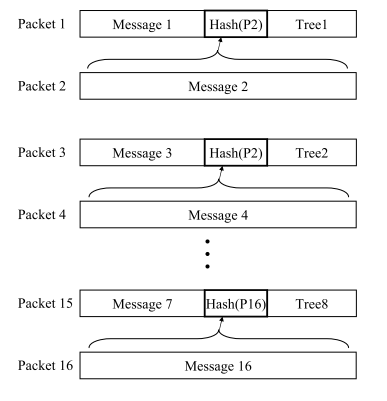 Packet 1 Message 1 Hash(P2) Tree1
Packet 2 Message 2
Packet 3 Message 3 Hash(P2) Tree2
Packet 4 Message 4
Packet 15 Message 7 Hash(P16) Tree8
Packet 16 Message 16